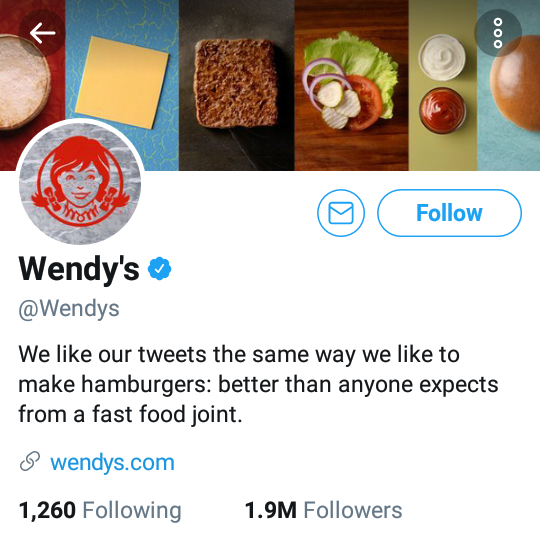 Follow
Wendy's
@Wendys
We like our tweets the same way we like to
make hamburgers: better than anyone expects
from a fast food joint.
wendys.com
1,260 Following 1.9M Followers